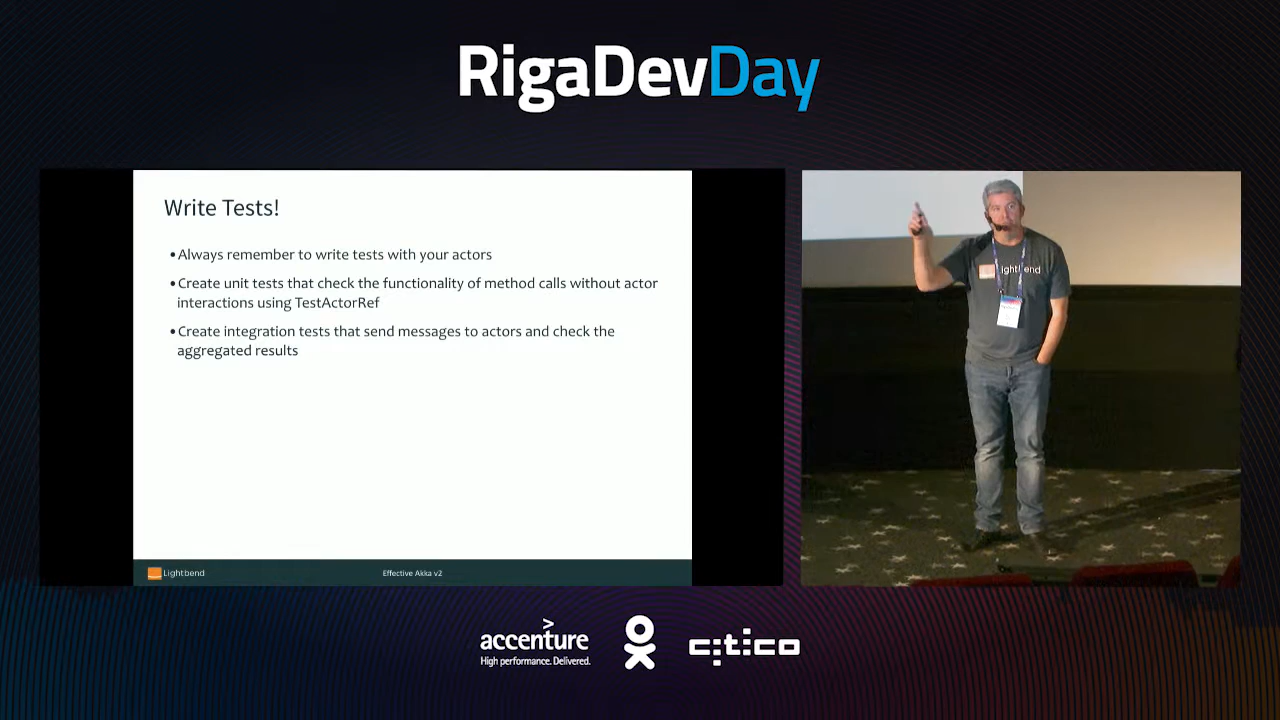 RigaDevDay
Write Tests!
•Always remember to write tests with your actors
•Create unit tests that check the functionality of method calls without actor
interactions using TestActorRef
•Create integration tests that send messages to actors and check the
aggregated results
Lightbend
Effective Akka v2
Lightbend
accenture
High performance. Delivered.
citico